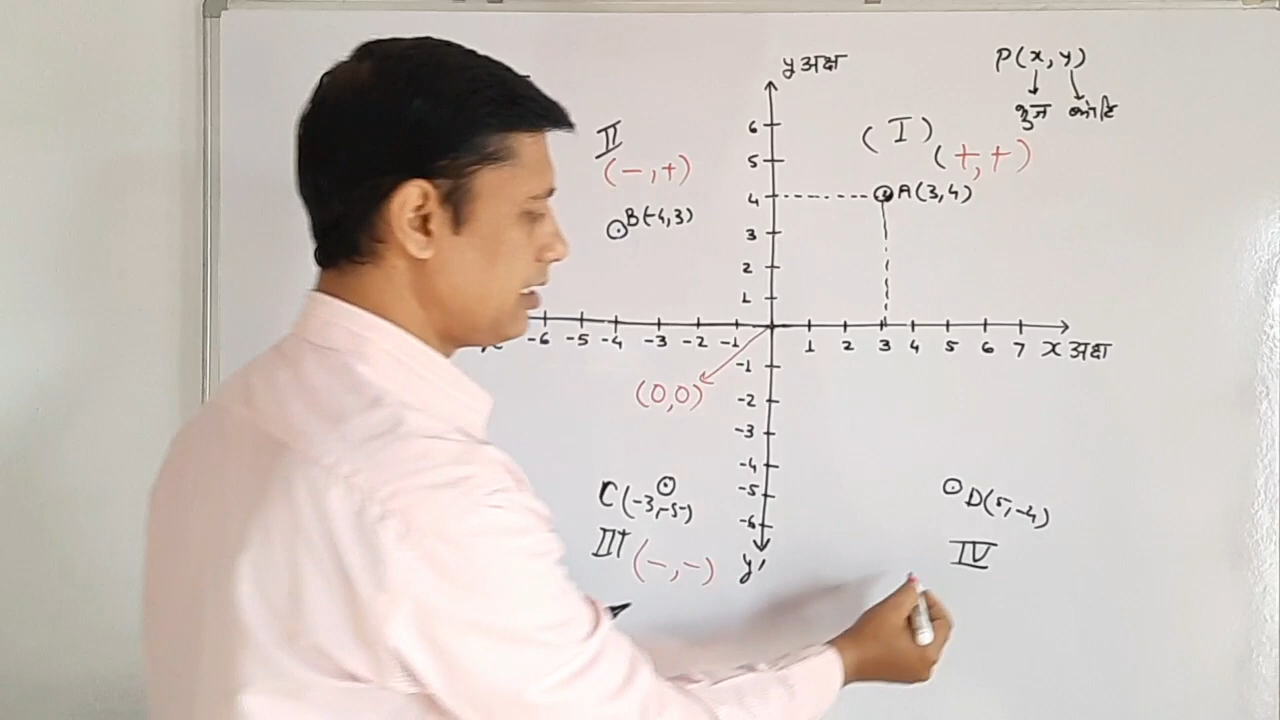 y अक्ष
P(x, y)
भुज कोटि
II
(-,+)
(I)
(+,+)
B(-4,3)
A(3,4)
6
5
4
3
2
1
-6 -5 -4 -3 -2 -1 1 2 3 4 5 6 7 x अक्ष
(0,0)
-1
-2
-3
-4
-5
-6
y'
C(-3,-5)
III
(-,-)
D(5,-4)
IV